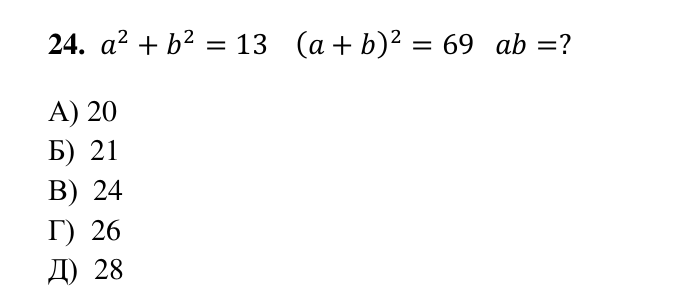 24. a² + b² = 13 (a + b)² = 69 ab =?
А) 20
Б) 21
В) 24
Г) 26
Д) 28